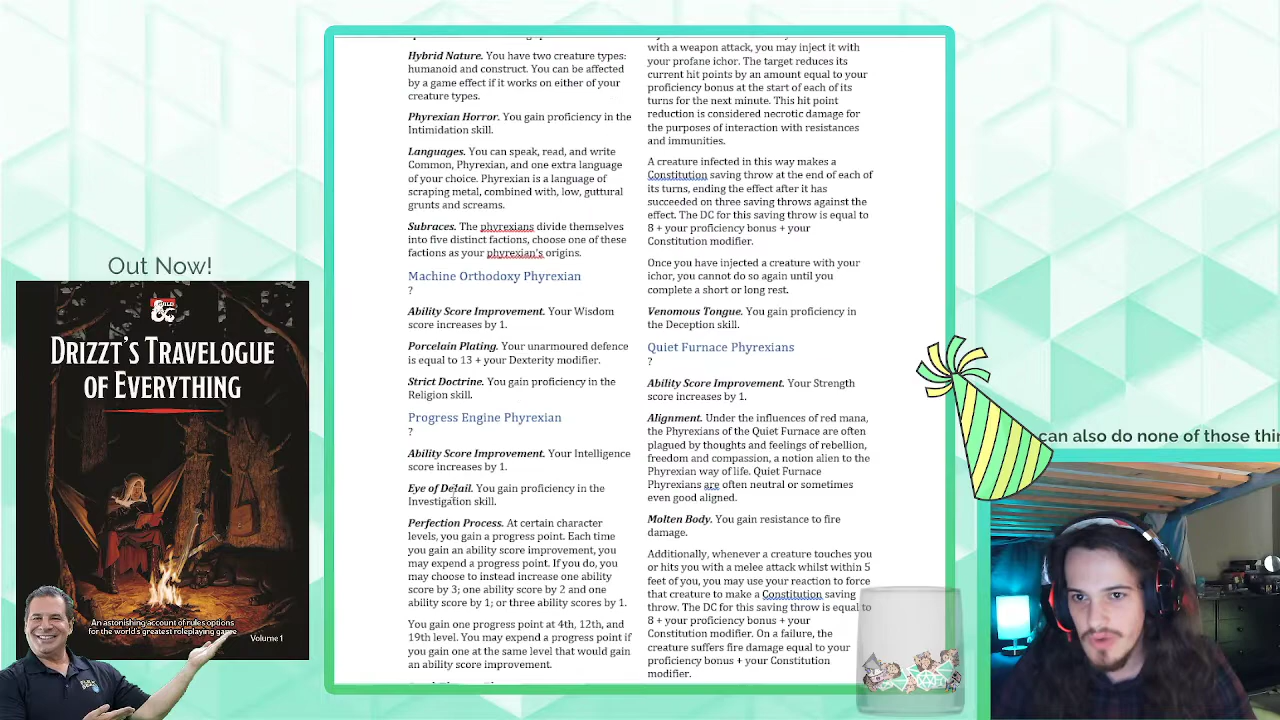 Out Now!
&
DRIZZT'S TRAVELOGUE
OF EVERYTHING
An astonishing account of rules options
for the world's greatest roleplaying game
Volume 1
Hybrid Nature. You have two creature types:
humanoid and construct. You can be affected
by a game effect if it works on either of your
creature types.
Phyrexian Horror. You gain proficiency in the
Intimidation skill.
Languages. You can speak, read, and write
Common, Phyrexian, and one extra language
of your choice. Phyrexian is a language of
scraping metal, combined with, low, guttural
grunts and screams.
Subraces. The phyrexians divide themselves
into five distinct factions, choose one of these
factions as your phyrexian's origins.
Machine Orthodoxy Phyrexian
?
Ability Score Improvement. Your Wisdom
score increases by 1.
Porcelain Plating. Your unarmoured defence
is equal to 13 + your Dexterity modifier.
Strict Doctrine. You gain proficiency in the
Religion skill.
Progress Engine Phyrexian
?
Ability Score Improvement. Your Intelligence
score increases by 1.
Eye of Detail. You gain proficiency in the
Investigation skill.
Perfection Process. At certain character
levels, you gain a progress point. Each time
you gain an ability score improvement, you
may expend a progress point. If you do, you
may choose to instead increase one ability
score by 3; one ability score by 2 and one
ability score by 1; or three ability scores by 1.
You gain one progress point at 4th, 12th, and
19th level. You may expend a progress point if
you gain one at the same level that would gain
an ability score improvement.
with a weapon attack, you may inject it with
your profane ichor. The target reduces its
current hit points by an amount equal to your
proficiency bonus at the start of each of its
turns for the next minute. This hit point
reduction is considered necrotic damage for
the purposes of interaction with resistances
and immunities.
A creature infected in this way makes a
Constitution saving throw at the end of each of
its turns, ending the effect after it has
succeeded on three saving throws against the
effect. The DC for this saving throw is equal to
8 + your proficiency bonus + your
Constitution modifier.
Once you have injected a creature with your
ichor, you cannot do so again until you
complete a short or long rest.
Venomous Tongue. You gain proficiency in
the Deception skill.
Quiet Furnace Phyrexians
?
Ability Score Improvement. Your Strength
score increases by 1.
Alignment. Under the influences of red mana,
the Phyrexians of the Quiet Furnace are often
plagued by thoughts and feelings of rebellion,
freedom and compassion, a notion alien to the
Phyrexian way of life. Quiet Furnace
Phyrexians are often neutral or sometimes
even good aligned.
Molten Body. You gain resistance to fire
damage.
Additionally, whenever a creature touches you
or hits you with a melee attack whilst within 5
feet of you, you may use your reaction to force
that creature to make a Constitution saving
throw. The DC for this saving throw is equal to
8 + your proficiency bonus + your
Constitution modifier. On a failure, the
creature suffers fire damage equal to your
proficiency bonus + your Constitution
modifier.
can also do none of those thin